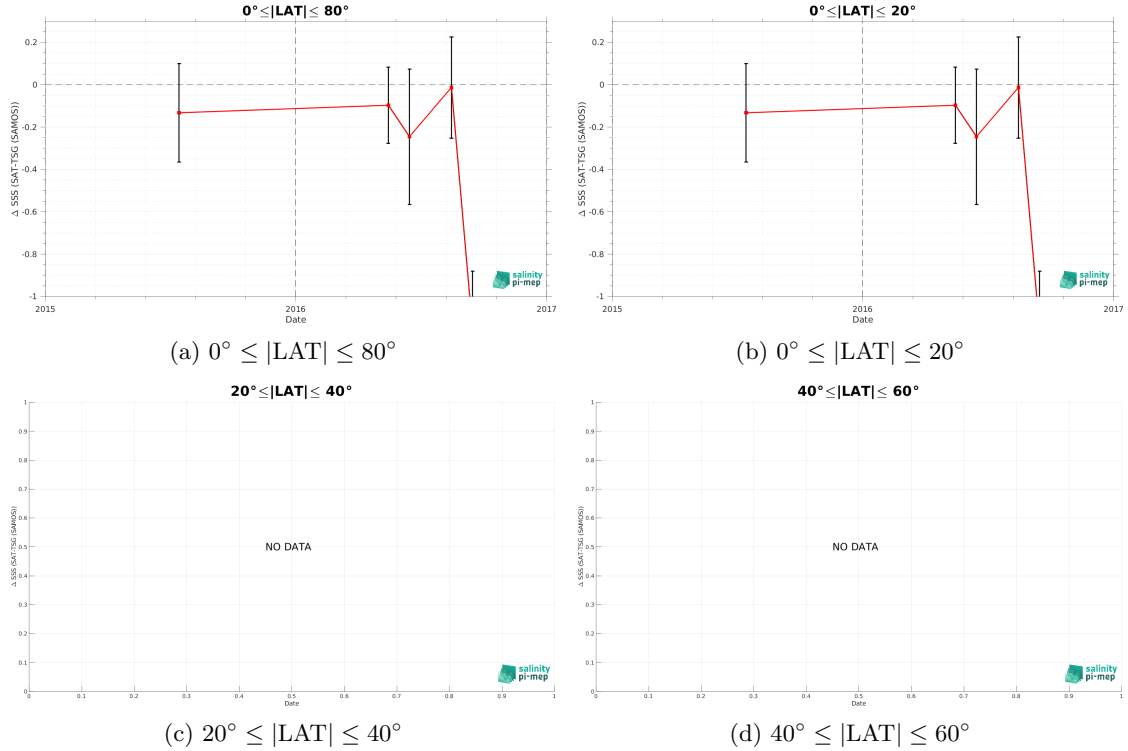 0°≤|LAT|≤ 80°
0.2
0
-0.2
-0.4
-0.6
-0.8
-1
Δ SSS (SAT-TSG (SAMOS))
2015
2016
2017
Date
salinity
pi-mep
(a) 0° ≤ |LAT| ≤ 80°
0°≤|LAT|≤ 20°
0.2
0
-0.2
-0.4
-0.6
-0.8
-1
Δ SSS (SAT-TSG (SAMOS))
2015
2016
2017
Date
salinity
pi-mep
(b) 0° ≤ |LAT| ≤ 20°
20°≤|LAT|≤ 40°
1
0.9
0.8
0.7
0.6
0.5
0.4
0.3
0.2
0.1
0
Δ SSS (SAT-TSG (SAMOS))
NO DATA
0 0.1 0.2 0.3 0.4 0.5 0.6 0.7 0.8 0.9 1
Date
salinity
pi-mep
(c) 20° ≤ |LAT| ≤ 40°
40°≤|LAT|≤ 60°
1
0.9
0.8
0.7
0.6
0.5
0.4
0.3
0.2
0.1
0
Δ SSS (SAT-TSG (SAMOS))
NO DATA
0 0.1 0.2 0.3 0.4 0.5 0.6 0.7 0.8 0.9 1
Date
salinity
pi-mep
(d) 40° ≤ |LAT| ≤ 60°